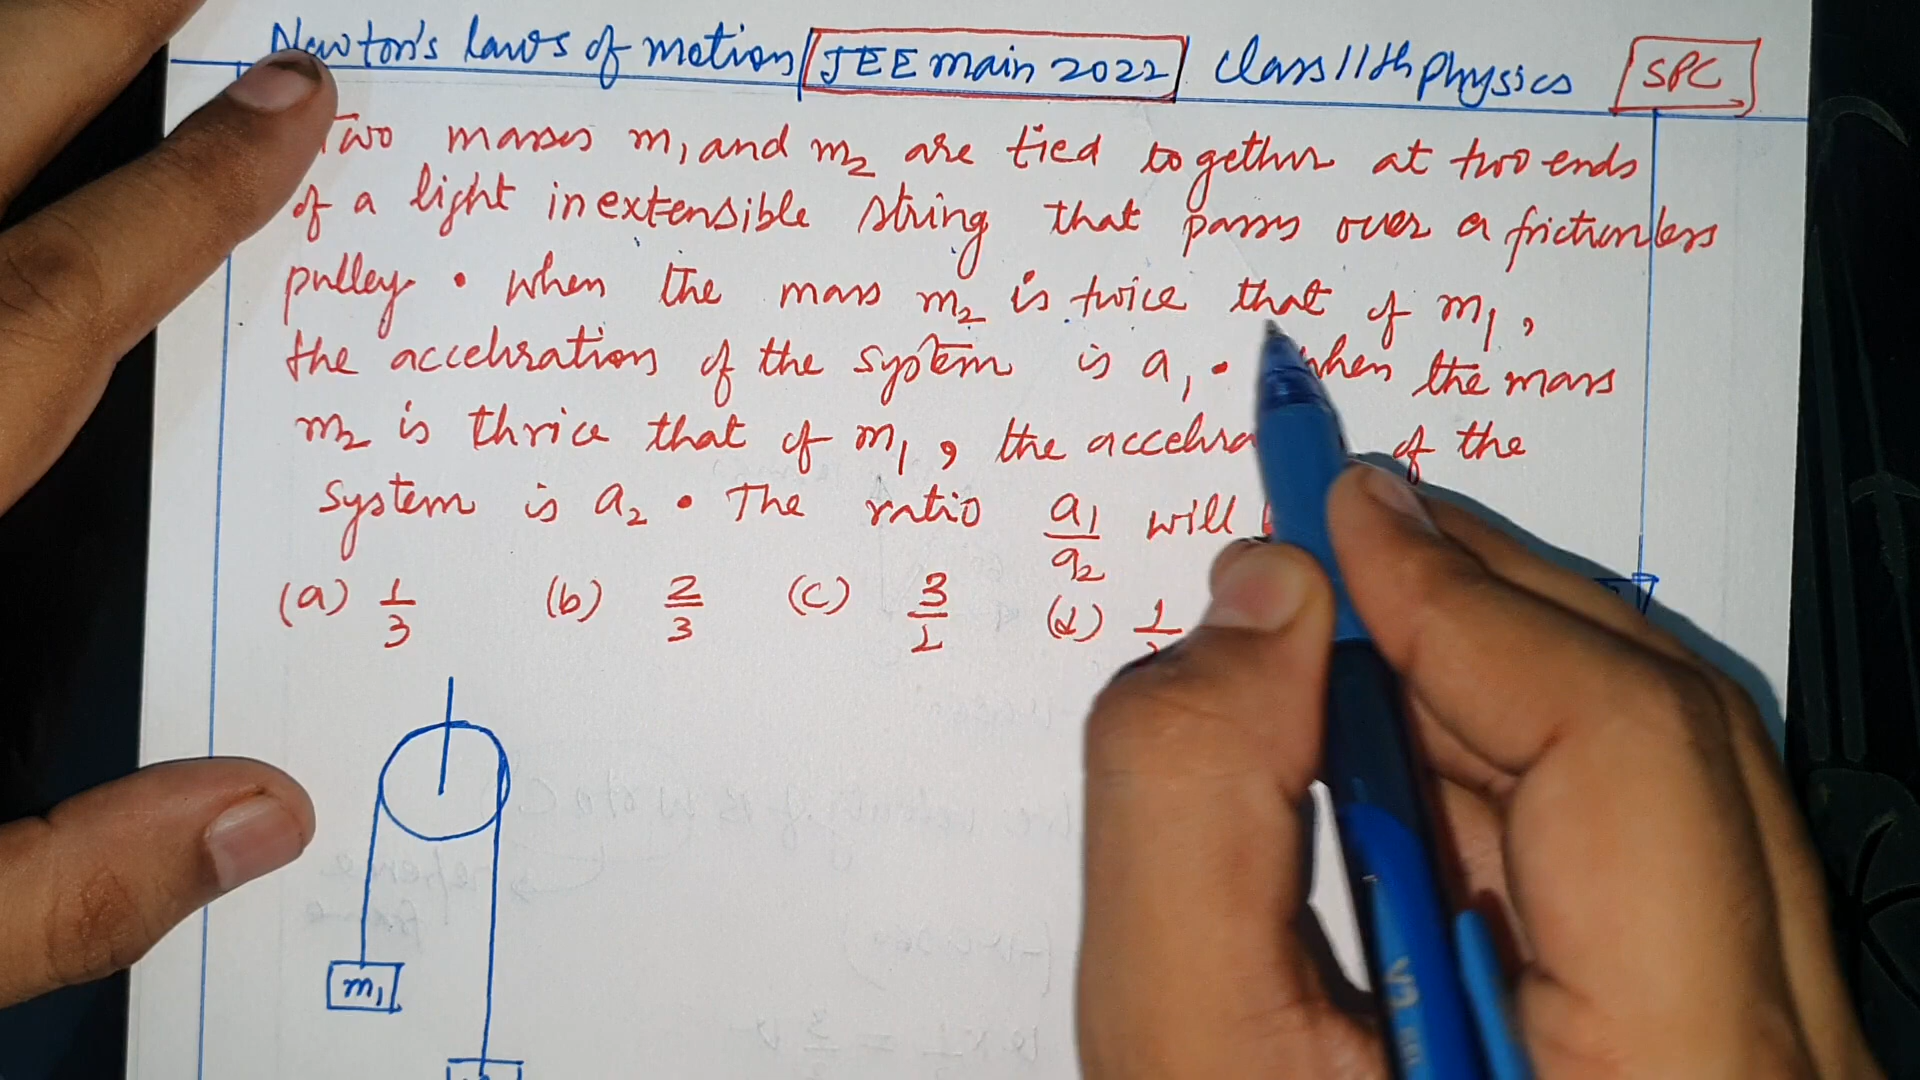 Newton's laws of motion JEE main 2022 class 11th physics SPC
Two masses m1 and m2 are tied together at two ends
of a light inextensible string that passes over a frictionless
pulley. when the mass m2 is twice that of m1,
the acceleration of the system is a1. when the mass
m2 is thrice that of m1, the of the
system is a2. The ratio a1/a2 will
(a) 1/3 (b) 2/3 (c) 3/2 (d)
m1